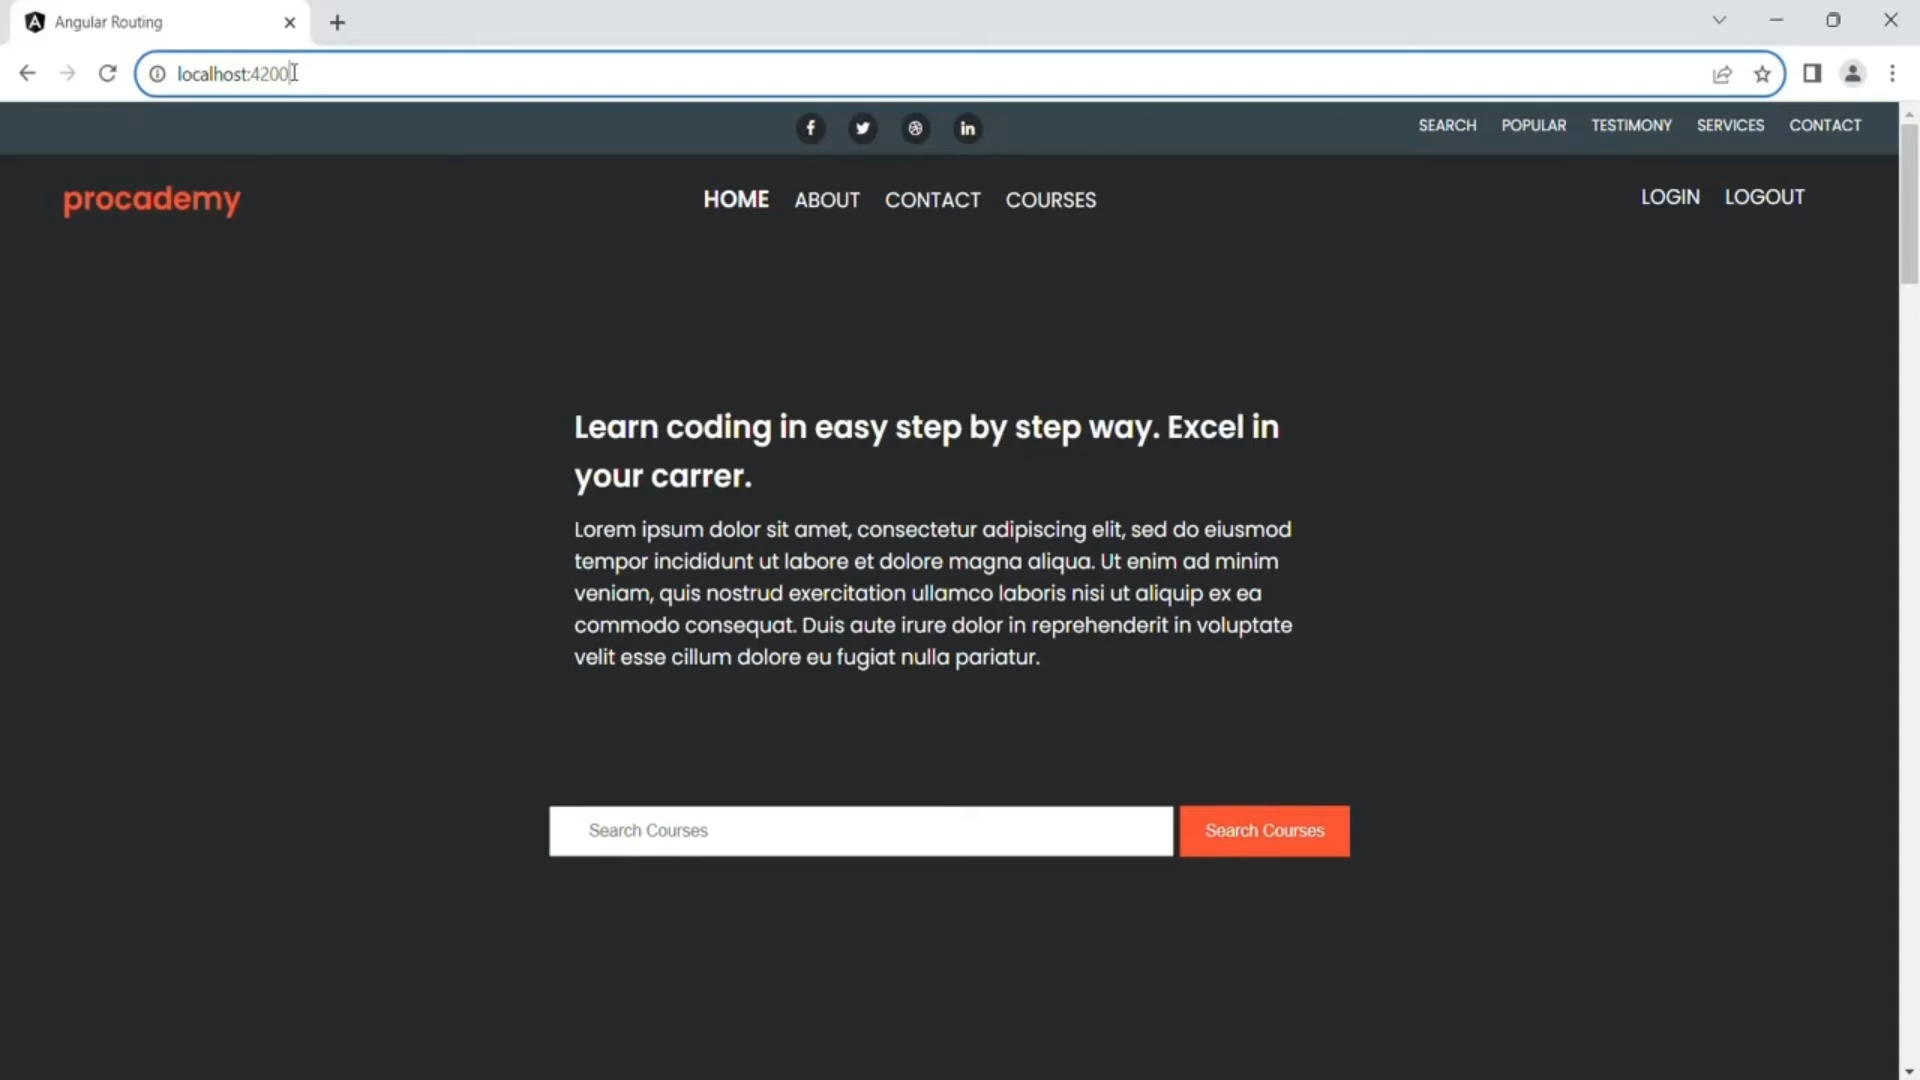 Angular Routing
localhost:4200
SEARCH POPULAR TESTIMONY SERVICES CONTACT
procademy HOME ABOUT CONTACT COURSES LOGIN LOGOUT
Learn coding in easy step by step way. Excel in
your carrer.
Lorem ipsum dolor sit amet, consectetur adipiscing elit, sed do eiusmod
tempor incididunt ut labore et dolore magna aliqua. Ut enim ad minim
veniam, quis nostrud exercitation ullamco laboris nisi ut aliquip ex ea
commodo consequat. Duis aute irure dolor in reprehenderit in voluptate
velit esse cillum dolore eu fugiat nulla pariatur.
Search Courses Search Courses